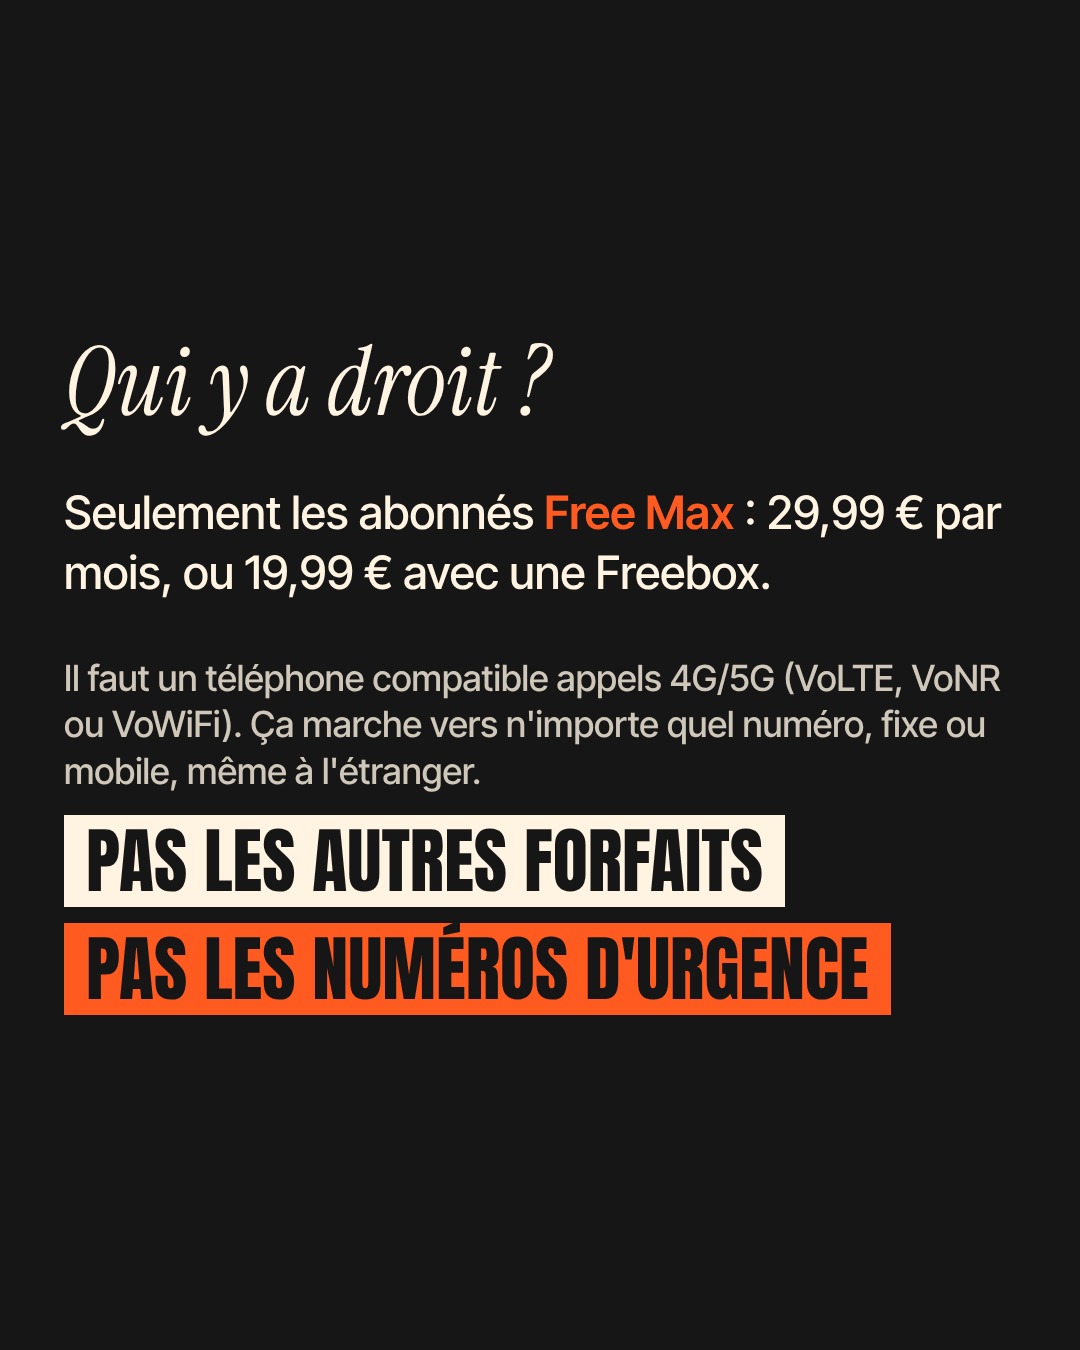 Qui y a droit ?
Seulement les abonnés Free Max : 29,99 € par
mois, ou 19,99 € avec une Freebox.
Il faut un téléphone compatible appels 4G/5G (VoLTE, VoNR
ou VoWiFi). Ça marche vers n'importe quel numéro, fixe ou
mobile, même à l'étranger.
PAS LES AUTRES FORFAITS
PAS LES NUMÉROS D'URGENCE